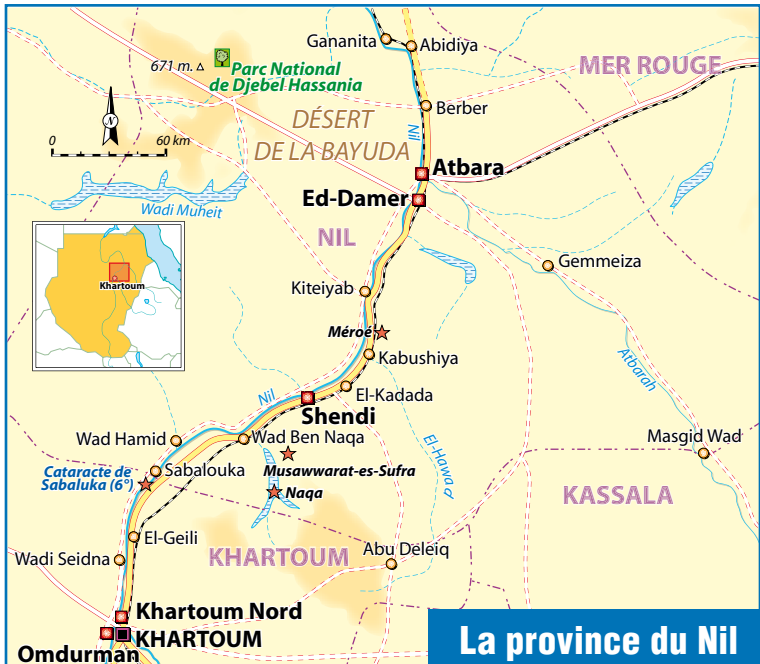 Gananita
Abidiya
671 m.
Parc National
de Djebel Hassania
MER ROUGE
Berber
N
0
60 km
DÉSERT
DE LA BAYUDA
Nil
Atbara
Ed-Damer
Wadi Muheit
NIL
Gemmeiza
Khartoum
Kiteiyab
Méroé
Kabushiya
Atbarah
El-Kadada
Nil
Shendi
Wad Hamid
Wad Ben Naqa
El-Hawad
Masgid Wad
Cataracte de
Sabaluka (6°)
Sabalouka
Musawwarat-es-Sufra
Naqa
KASSALA
El-Geili
Wadi Seidna
KHARTOUM
Abu Deleiq
Khartoum Nord
KHARTOUM
Omdurman
La province du Nil